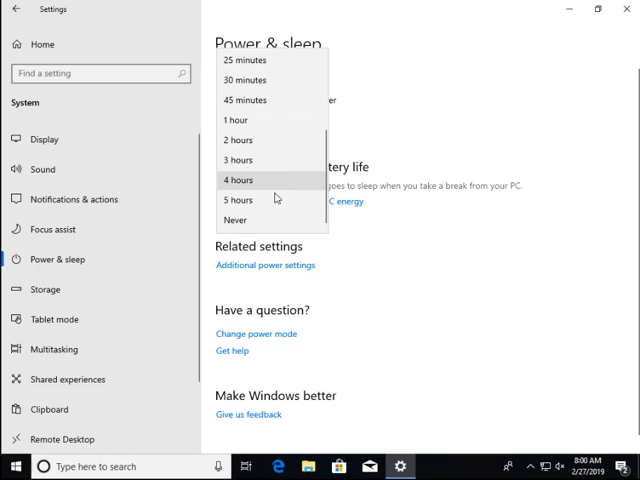 Settings
Home
Find a setting
System
Display
Sound
Notifications & actions
Focus assist
Power & sleep
Storage
Tablet mode
Multitasking
Shared experiences
Clipboard
Remote Desktop
Power & sleep
25 minutes
30 minutes
45 minutes
1 hour
2 hours
3 hours
4 hours
5 hours
Never
er
tery life
goes to sleep when you take a break from your PC.
C energy
Related settings
Additional power settings
Have a question?
Change power mode
Get help
Make Windows better
Give us feedback
Type here to search
8:00 AM
2/27/2019
2